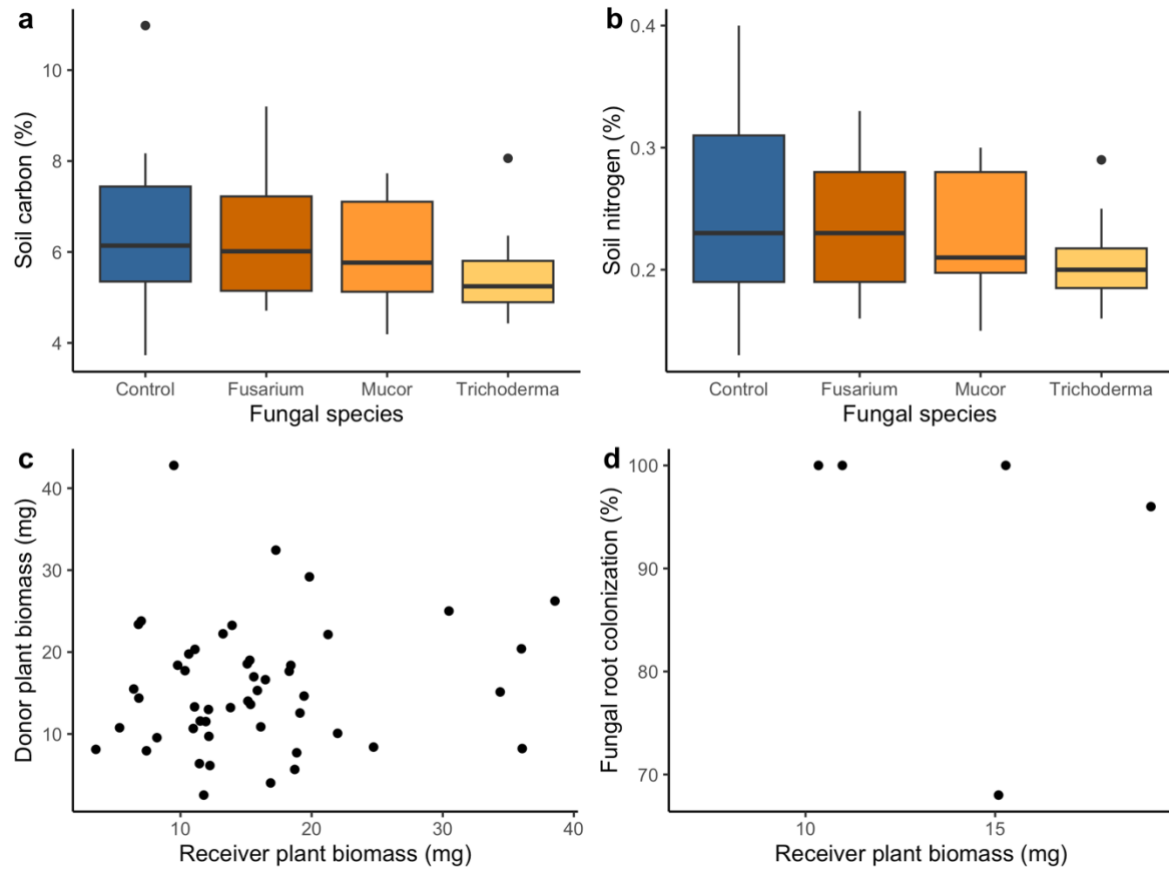 a
Soil carbon (%)
10
8
6
4
Control Fusarium Mucor Trichoderma
Fungal species
b
Soil nitrogen (%)
0.4
0.3
0.2
Control Fusarium Mucor Trichoderma
Fungal species
c
Donor plant biomass (mg)
40
30
20
10
10 20 30 40
Receiver plant biomass (mg)
d
Fungal root colonization (%)
100
90
80
70
10 15
Receiver plant biomass (mg)